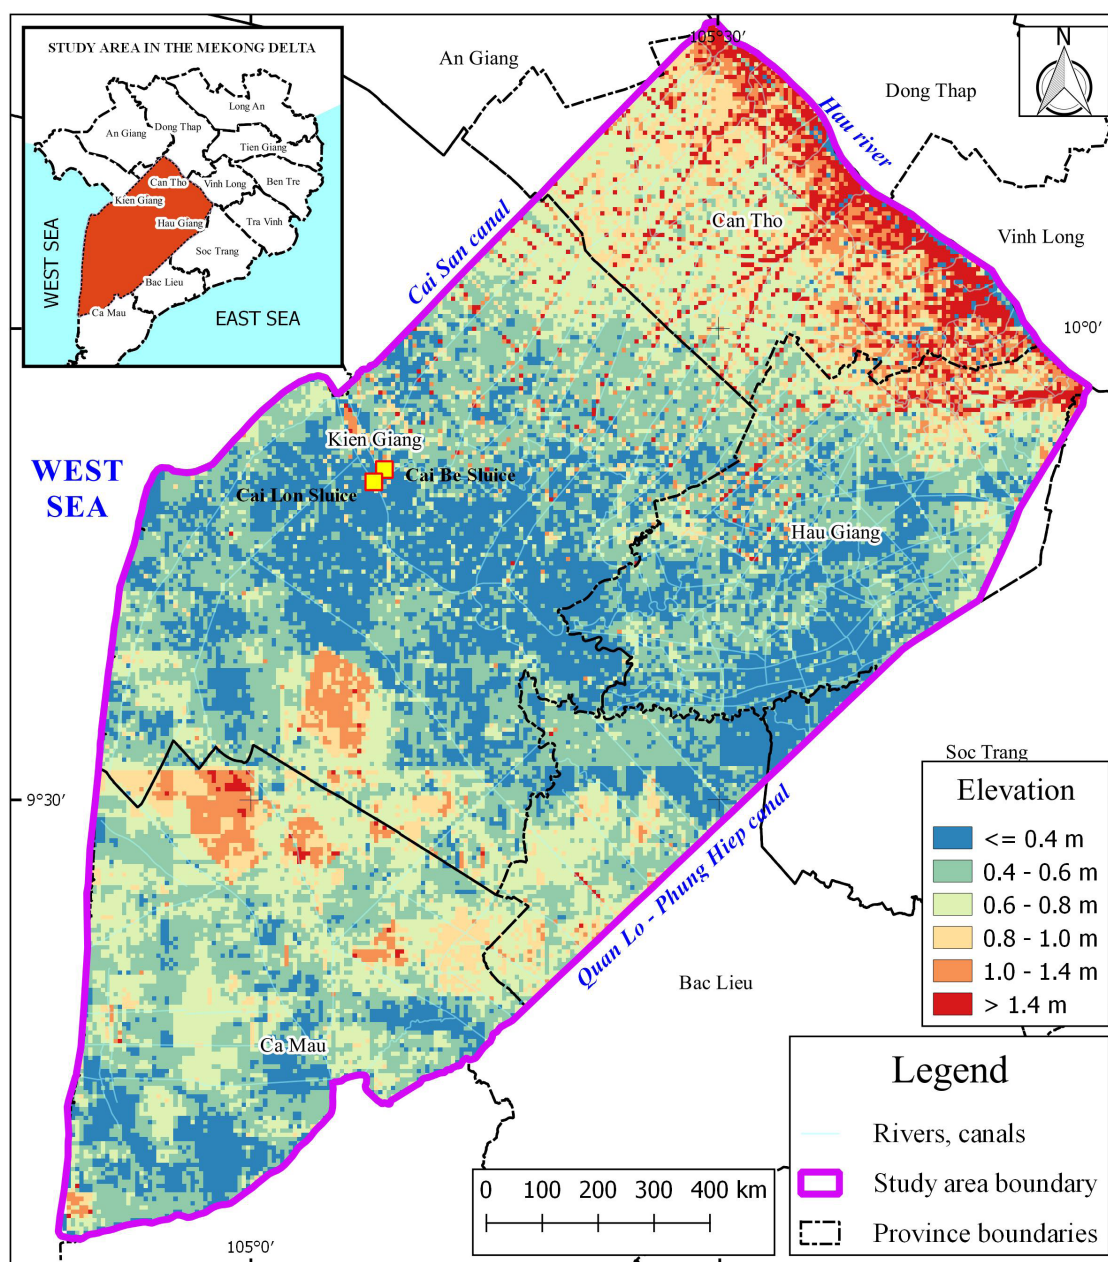 STUDY AREA IN THE MEKONG DELTA
Long An
An Giang
Dong Thap
Tien Giang
Can Tho
Vinh Long
Ben Tre
Kien Giang
Hau Giang
Tra Vinh
Soc Trang
WEST SEA
Bac Lieu
Ca Mau
EAST SEA
105°30'
N
An Giang
Dong Thap
Hau river
Can Tho
Vinh Long
Cai San canal
10°0'
Kien Giang
WEST
SEA
Cai Be Sluice
Cai Lon Sluice
Hau Giang
Soc Trang
9°30'
Quan Lo - Phung Hiep canal
Bac Lieu
Ca Mau
Elevation
<= 0.4 m
0.4 - 0.6 m
0.6 - 0.8 m
0.8 - 1.0 m
1.0 - 1.4 m
> 1.4 m
Legend
Rivers, canals
Study area boundary
Province boundaries
0 100 200 300 400 km
105°0'